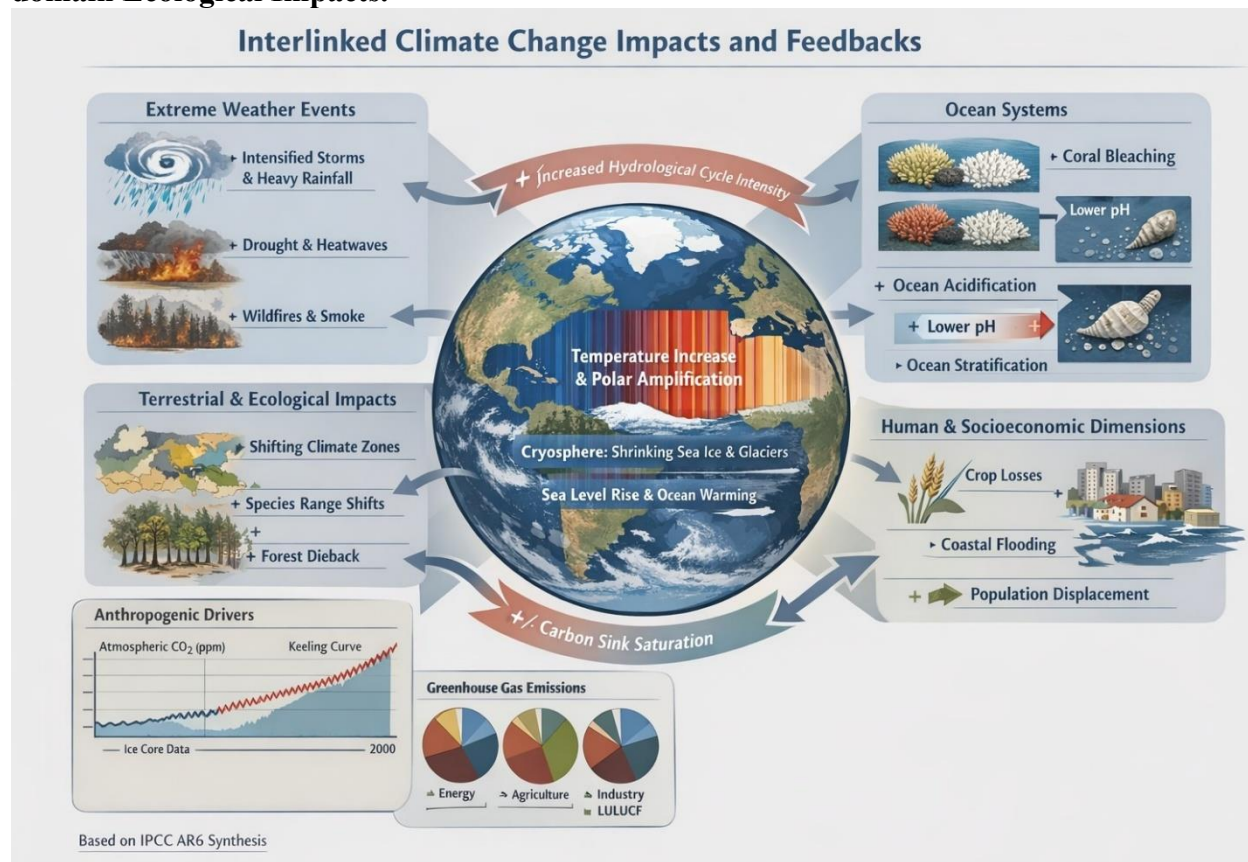 domain Ecological Impacts.
Interlinked Climate Change Impacts and Feedbacks
Extreme Weather Events
+ Intensified Storms
& Heavy Rainfall
+ Drought & Heatwaves
+ Wildfires & Smoke
+ Increased Hydrological Cycle Intensity
Ocean Systems
+ Coral Bleaching
Lower pH
+ Ocean Acidification
+ Lower pH +
▸ Ocean Stratification
Temperature Increase
& Polar Amplification
Cryosphere: Shrinking Sea Ice & Glaciers
Sea Level Rise & Ocean Warming
Terrestrial & Ecological Impacts
Shifting Climate Zones
+ Species Range Shifts
+
+ Forest Dieback
Human & Socioeconomic Dimensions
Crop Losses
+
▸ Coastal Flooding
+ Population Displacement
+/- Carbon Sink Saturation
Anthropogenic Drivers
Atmospheric CO₂ (ppm) Keeling Curve
Ice Core Data 2000
Greenhouse Gas Emissions
Energy Agriculture Industry
LULUCF
Based on IPCC AR6 Synthesis